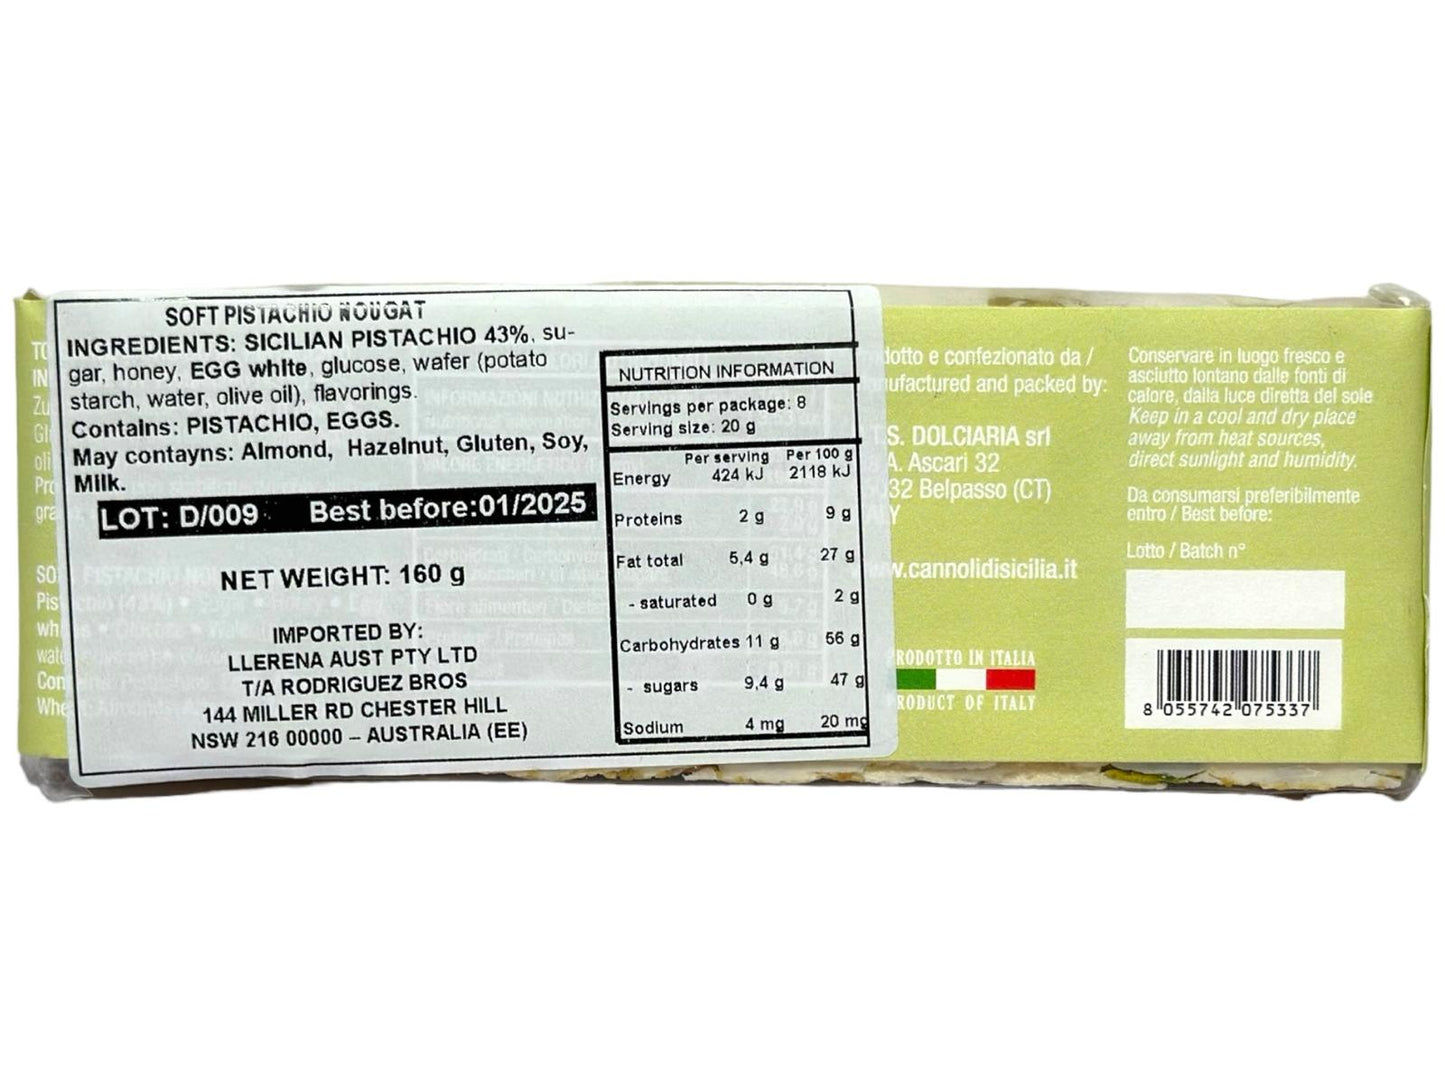 SOFT PISTACHIO NOUGAT
INGREDIENTS: SICILIAN PISTACHIO 43%, su-
gar, honey, EGG white, glucose, wafer (potato
starch, water, olive oil), flavorings.
Contains: PISTACHIO, EGGS.
May contayns: Almond, Hazelnut, Gluten, Soy,
Milk.
LOT: D/009 Best before:01/2025
NET WEIGHT: 160 g
IMPORTED BY:
LLERENA AUST PTY LTD
T/A RODRIGUEZ BROS
144 MILLER RD CHESTER HILL
NSW 216 00000 – AUSTRALIA (EE)
NUTRITION INFORMATION
Servings per package: 8
Serving size: 20 g
Per serving Per 100 g
Energy 424 kJ 2118 kJ
Proteins 2 g 9 g
Fat total 5,4 g 27 g
- saturated 0 g 2 g
Carbohydrates 11 g 56 g
- sugars 9,4 g 47 g
Sodium 4 mg 20 mg
dotto e confezionato da /
nufactured and packed by:
T.S. DOLCIARIA srl
A. Ascari 32
32 Belpasso (CT)
w.cannolidisicilia.it
RODOTTO IN ITALIA
PRODUCT OF ITALY
Conservare in luogo fresco e
asciutto lontano dalle fonti di
calore, dalla luce diretta del sole
Keep in a cool and dry place
away from heat sources,
direct sunlight and humidity.
Da consumarsi preferibilmente
entro / Best before:
Lotto / Batch n°
8 055742 075337